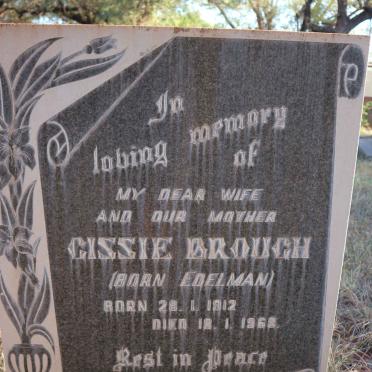 In
loving memory
of
MY DEAR WIFE
AND OUR MOTHER
CISSIE BROUGH
(BORN EDELMAN)
BORN 28.1.1912
DIED 18.1.1968
Rest in Peace